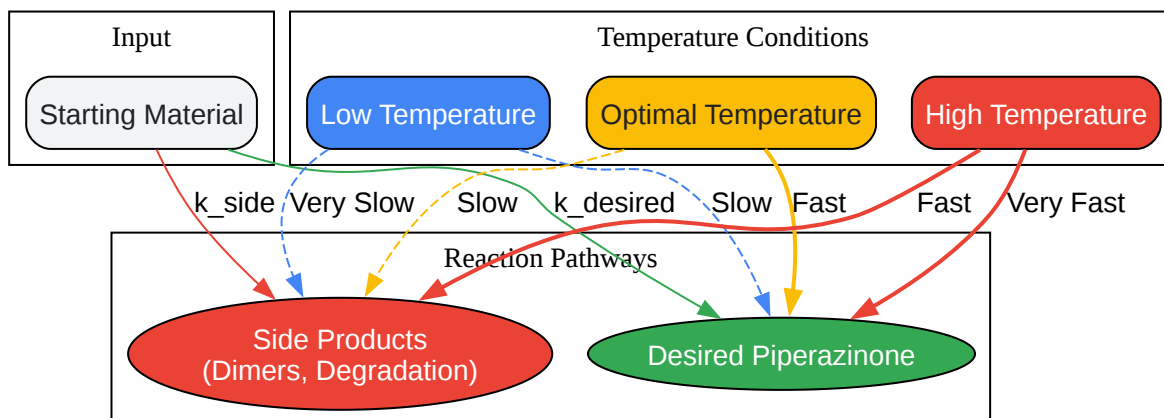 Input
Temperature Conditions
Starting Material
Low Temperature
Optimal Temperature
High Temperature
k_side
Very Slow
Slow
k_desired
Slow
Fast
Fast
Very Fast
Reaction Pathways
Side Products
(Dimers, Degradation)
Desired Piperazinone